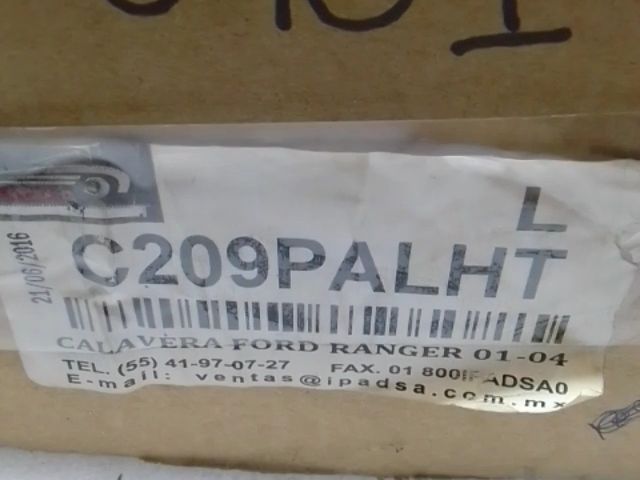 L
21/06/2016
C209PALHT
CALAVERA FORD RANGER 01-04
TEL. (55) 41-97-07-27 FAX. 01 800IPADSA0
E-mail: ventas@ipadsa.com.mx